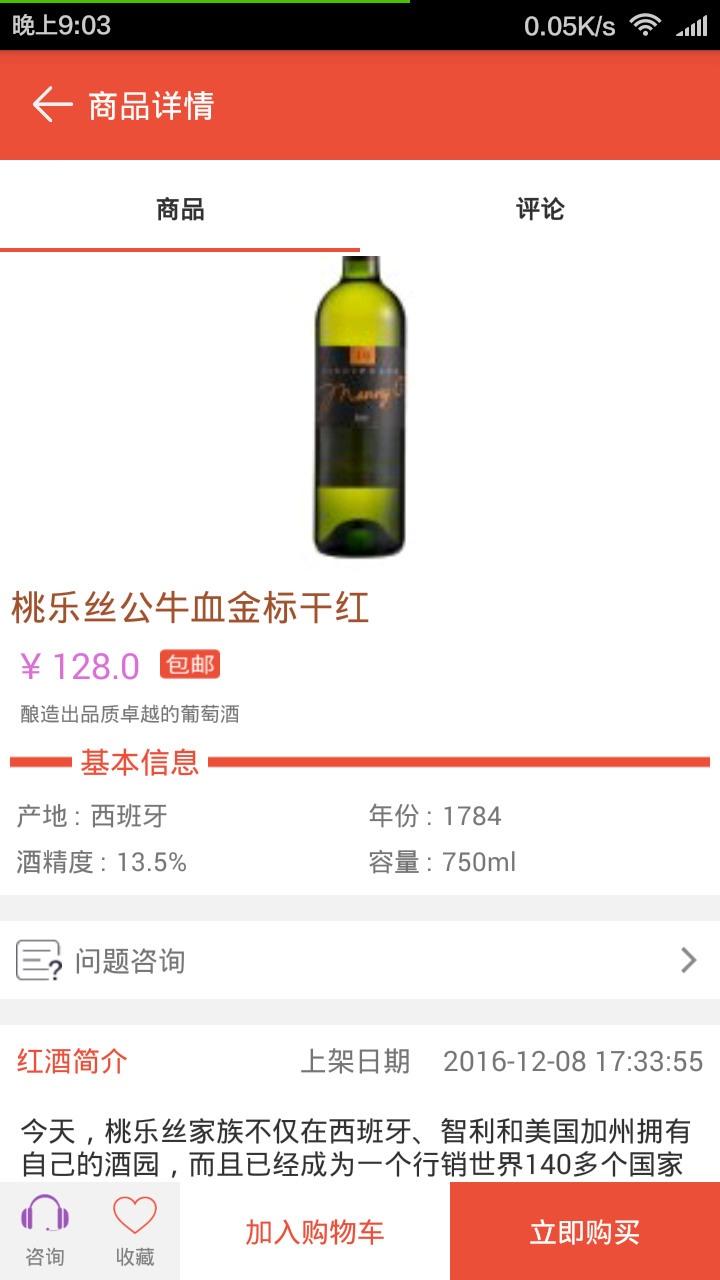 晚上9:03
0.05K/s
商品详情
商品
评论
桃乐丝公牛血金标干红
¥ 128.0 包邮
酿造出品质卓越的葡萄酒
基本信息
产地 : 西班牙
年份 : 1784
酒精度 : 13.5%
容量 : 750ml
问题咨询
红酒简介
上架日期 2016-12-08 17:33:55
今天，桃乐丝家族不仅在西班牙、智利和美国加州拥有
自己的酒园，而且已经成为一个行销世界140多个国家
咨询
收藏
加入购物车
立即购买